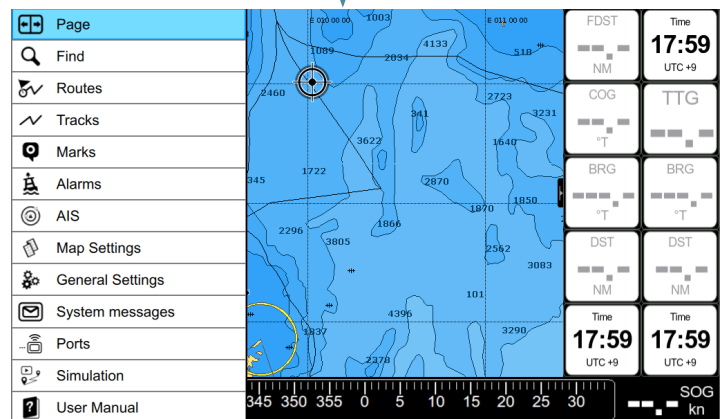 Page
Find
Routes
Tracks
Marks
Alarms
AIS
Map Settings
General Settings
System messages
Ports
Simulation
User Manual
E 010 00 00
1003
E 011 00 00
1089
2034
4133
518
2460
2723
341
3231
3622
1640
1722
345
2870
1850
1870
1866
2296
3805
2562
3083
101
4396
1837
3290
2378
345 350 355 0 5 10 15 20 25 30
FDST
--.-
NM
Time
17:59
UTC +9
COG
---.-
°T
TTG
--.-
BRG
---.-
°T
BRG
---.-
°T
DST
--.-
NM
DST
--.-
NM
Time
17:59
UTC +9
Time
17:59
UTC +9
--.-
SOG
kn